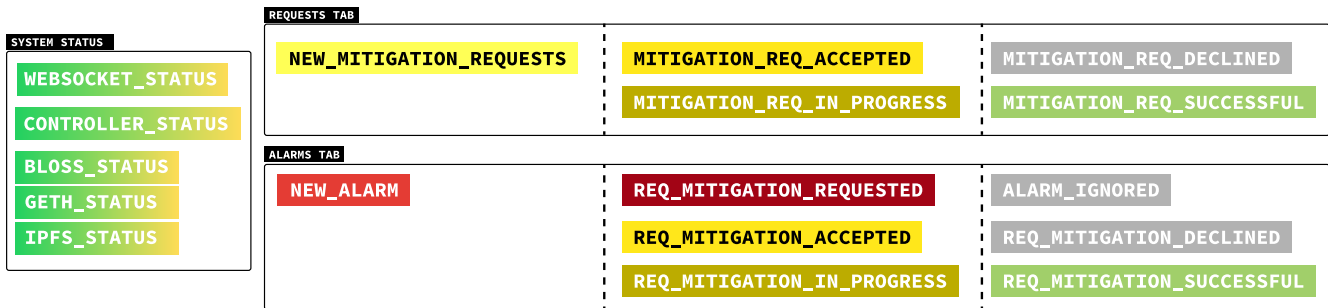 SYSTEM STATUS
WEBSOCKET_STATUS
CONTROLLER_STATUS
BLOSS_STATUS
GETH_STATUS
IPFS_STATUS
REQUESTS TAB
NEW_MITIGATION_REQUESTS
MITIGATION_REQ_ACCEPTED
MITIGATION_REQ_IN_PROGRESS
MITIGATION_REQ_DECLINED
MITIGATION_REQ_SUCCESSFUL
ALARMS TAB
NEW_ALARM
REQ_MITIGATION_REQUESTED
REQ_MITIGATION_ACCEPTED
REQ_MITIGATION_IN_PROGRESS
ALARM_IGNORED
REQ_MITIGATION_DECLINED
REQ_MITIGATION_SUCCESSFUL